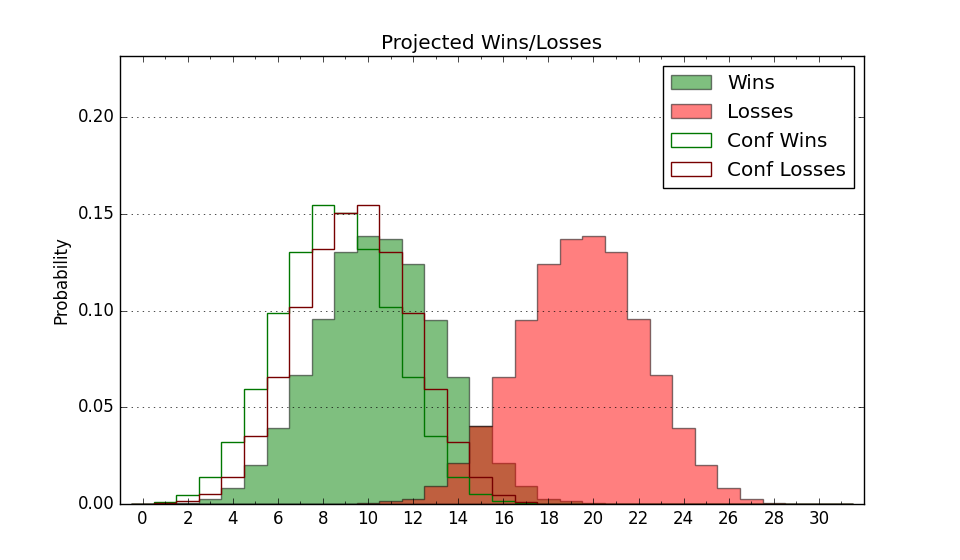 Projected Wins/Losses
Wins
Losses
Conf Wins
Conf Losses
Probability
0.20
0.15
0.10
0.05
0.00
0 2 4 6 8 10 12 14 16 18 20 22 24 26 28 30